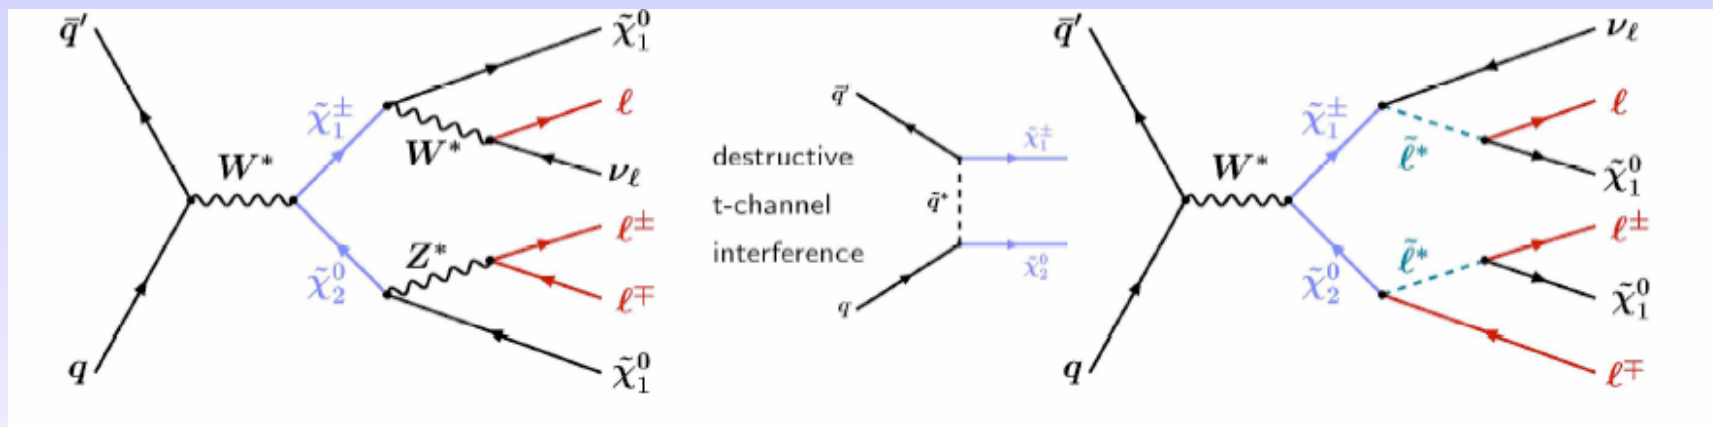 q̄′
χ̃₁⁰
ℓ
χ̃₁±
W*
W*
ν_ℓ
ℓ±
Z*
χ̃₂⁰
ℓ∓
q
χ̃₁⁰
q̄′
destructive
t-channel
interference
χ̃₁±
q̃*
χ̃₂⁰
q
q̄′
ν_ℓ
ℓ
χ̃₁±
ℓ̃*
W*
χ̃₁⁰
ℓ±
ℓ̃*
χ̃₂⁰
χ̃₁⁰
q
ℓ∓